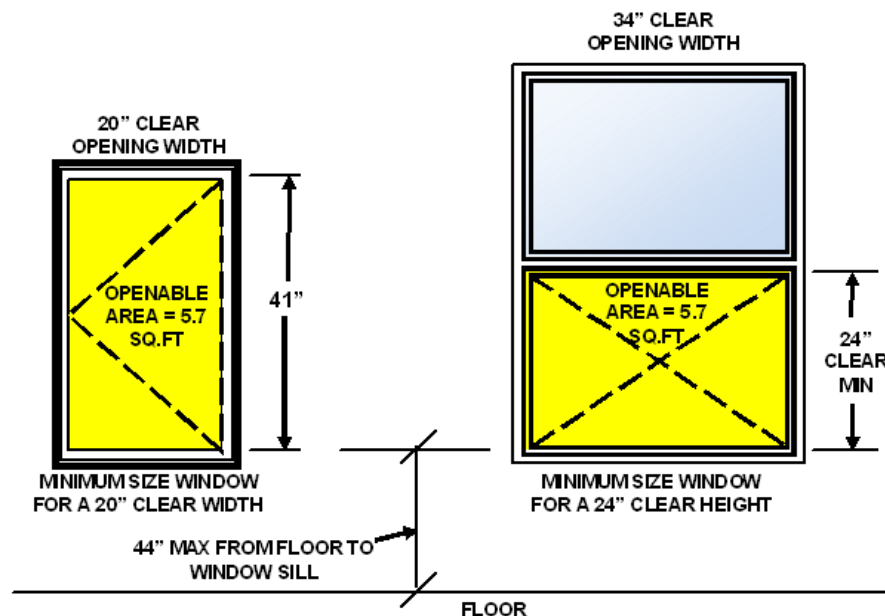 34” CLEAR
OPENING WIDTH
20” CLEAR
OPENING WIDTH
OPENABLE
AREA = 5.7
SQ.FT
41”
OPENABLE
AREA = 5.7
SQ.FT
24”
CLEAR
MIN
MINIMUM SIZE WINDOW
FOR A 20” CLEAR WIDTH
MINIMUM SIZE WINDOW
FOR A 24” CLEAR HEIGHT
44” MAX FROM FLOOR TO
WINDOW SILL
FLOOR